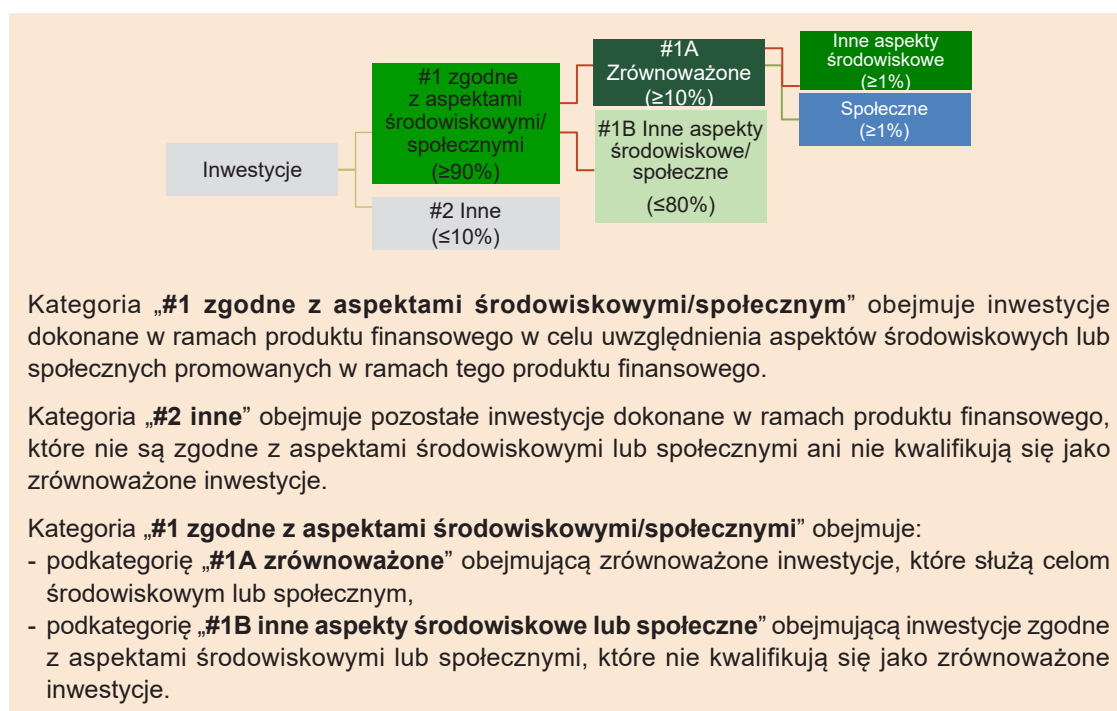 Inwestycje
#1 zgodne
z aspektami
środowiskowymi/
społecznymi
(≥90%)
#2 Inne
(≤10%)
#1A
Zrównoważone
(≥10%)
#1B Inne aspekty
środowiskowe/
społeczne
(≤80%)
Inne aspekty
środowiskowe
(≥1%)
Społeczne
(≥1%)
Kategoria „#1 zgodne z aspektami środowiskowymi/społecznym” obejmuje inwestycje
dokonane w ramach produktu finansowego w celu uwzględnienia aspektów środowiskowych lub
społecznych promowanych w ramach tego produktu finansowego.
Kategoria „#2 inne” obejmuje pozostałe inwestycje dokonane w ramach produktu finansowego,
które nie są zgodne z aspektami środowiskowymi lub społecznymi ani nie kwalifikują się jako
zrównoważone inwestycje.
Kategoria „#1 zgodne z aspektami środowiskowymi/społecznymi” obejmuje:
- podkategorię „#1A zrównoważone” obejmującą zrównoważone inwestycje, które służą celom
środowiskowym lub społecznym,
- podkategorię „#1B inne aspekty środowiskowe lub społeczne” obejmującą inwestycje zgodne
z aspektami środowiskowymi lub społecznymi, które nie kwalifikują się jako zrównoważone
inwestycje.